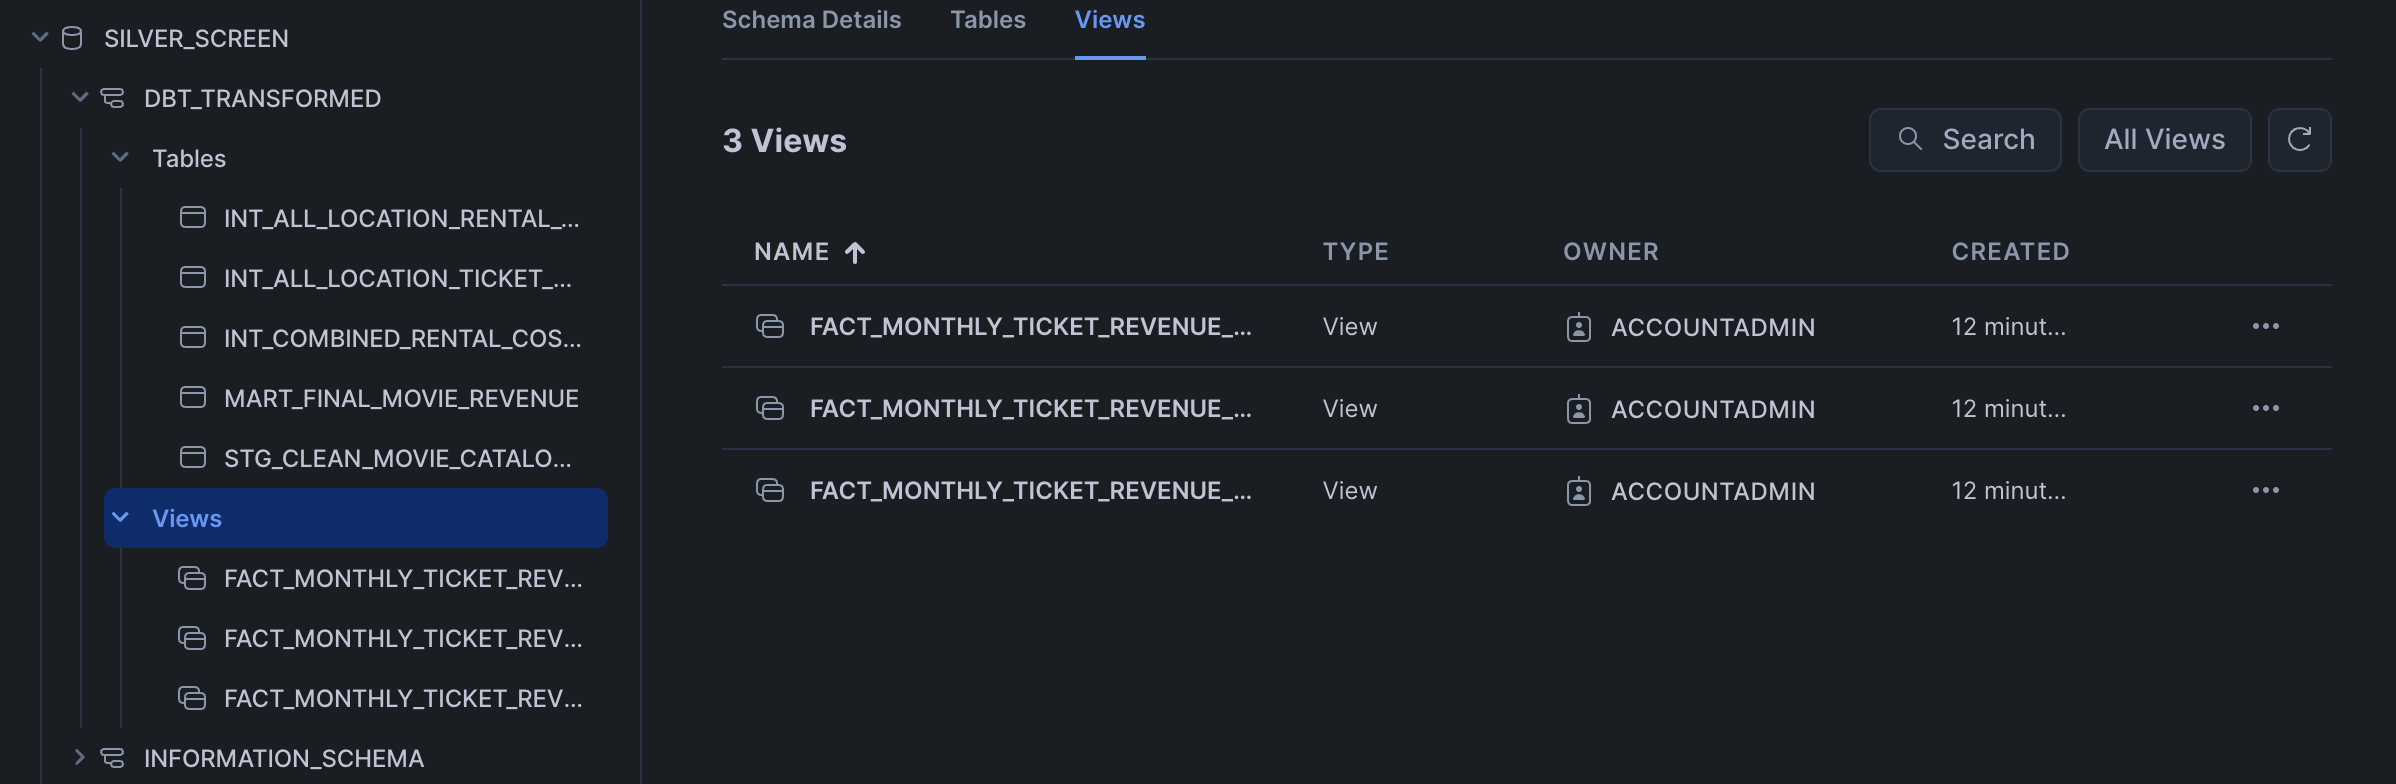 SILVER_SCREEN
DBT_TRANSFORMED
Tables
INT_ALL_LOCATION_RENTAL_...
INT_ALL_LOCATION_TICKET_...
INT_COMBINED_RENTAL_COS...
MART_FINAL_MOVIE_REVENUE
STG_CLEAN_MOVIE_CATALO...
Views
FACT_MONTHLY_TICKET_REV...
FACT_MONTHLY_TICKET_REV...
FACT_MONTHLY_TICKET_REV...
INFORMATION_SCHEMA
Schema Details Tables Views
3 Views Search All Views
NAME TYPE OWNER CREATED
FACT_MONTHLY_TICKET_REVENUE_... View ACCOUNTADMIN 12 minut...
FACT_MONTHLY_TICKET_REVENUE_... View ACCOUNTADMIN 12 minut...
FACT_MONTHLY_TICKET_REVENUE_... View ACCOUNTADMIN 12 minut...